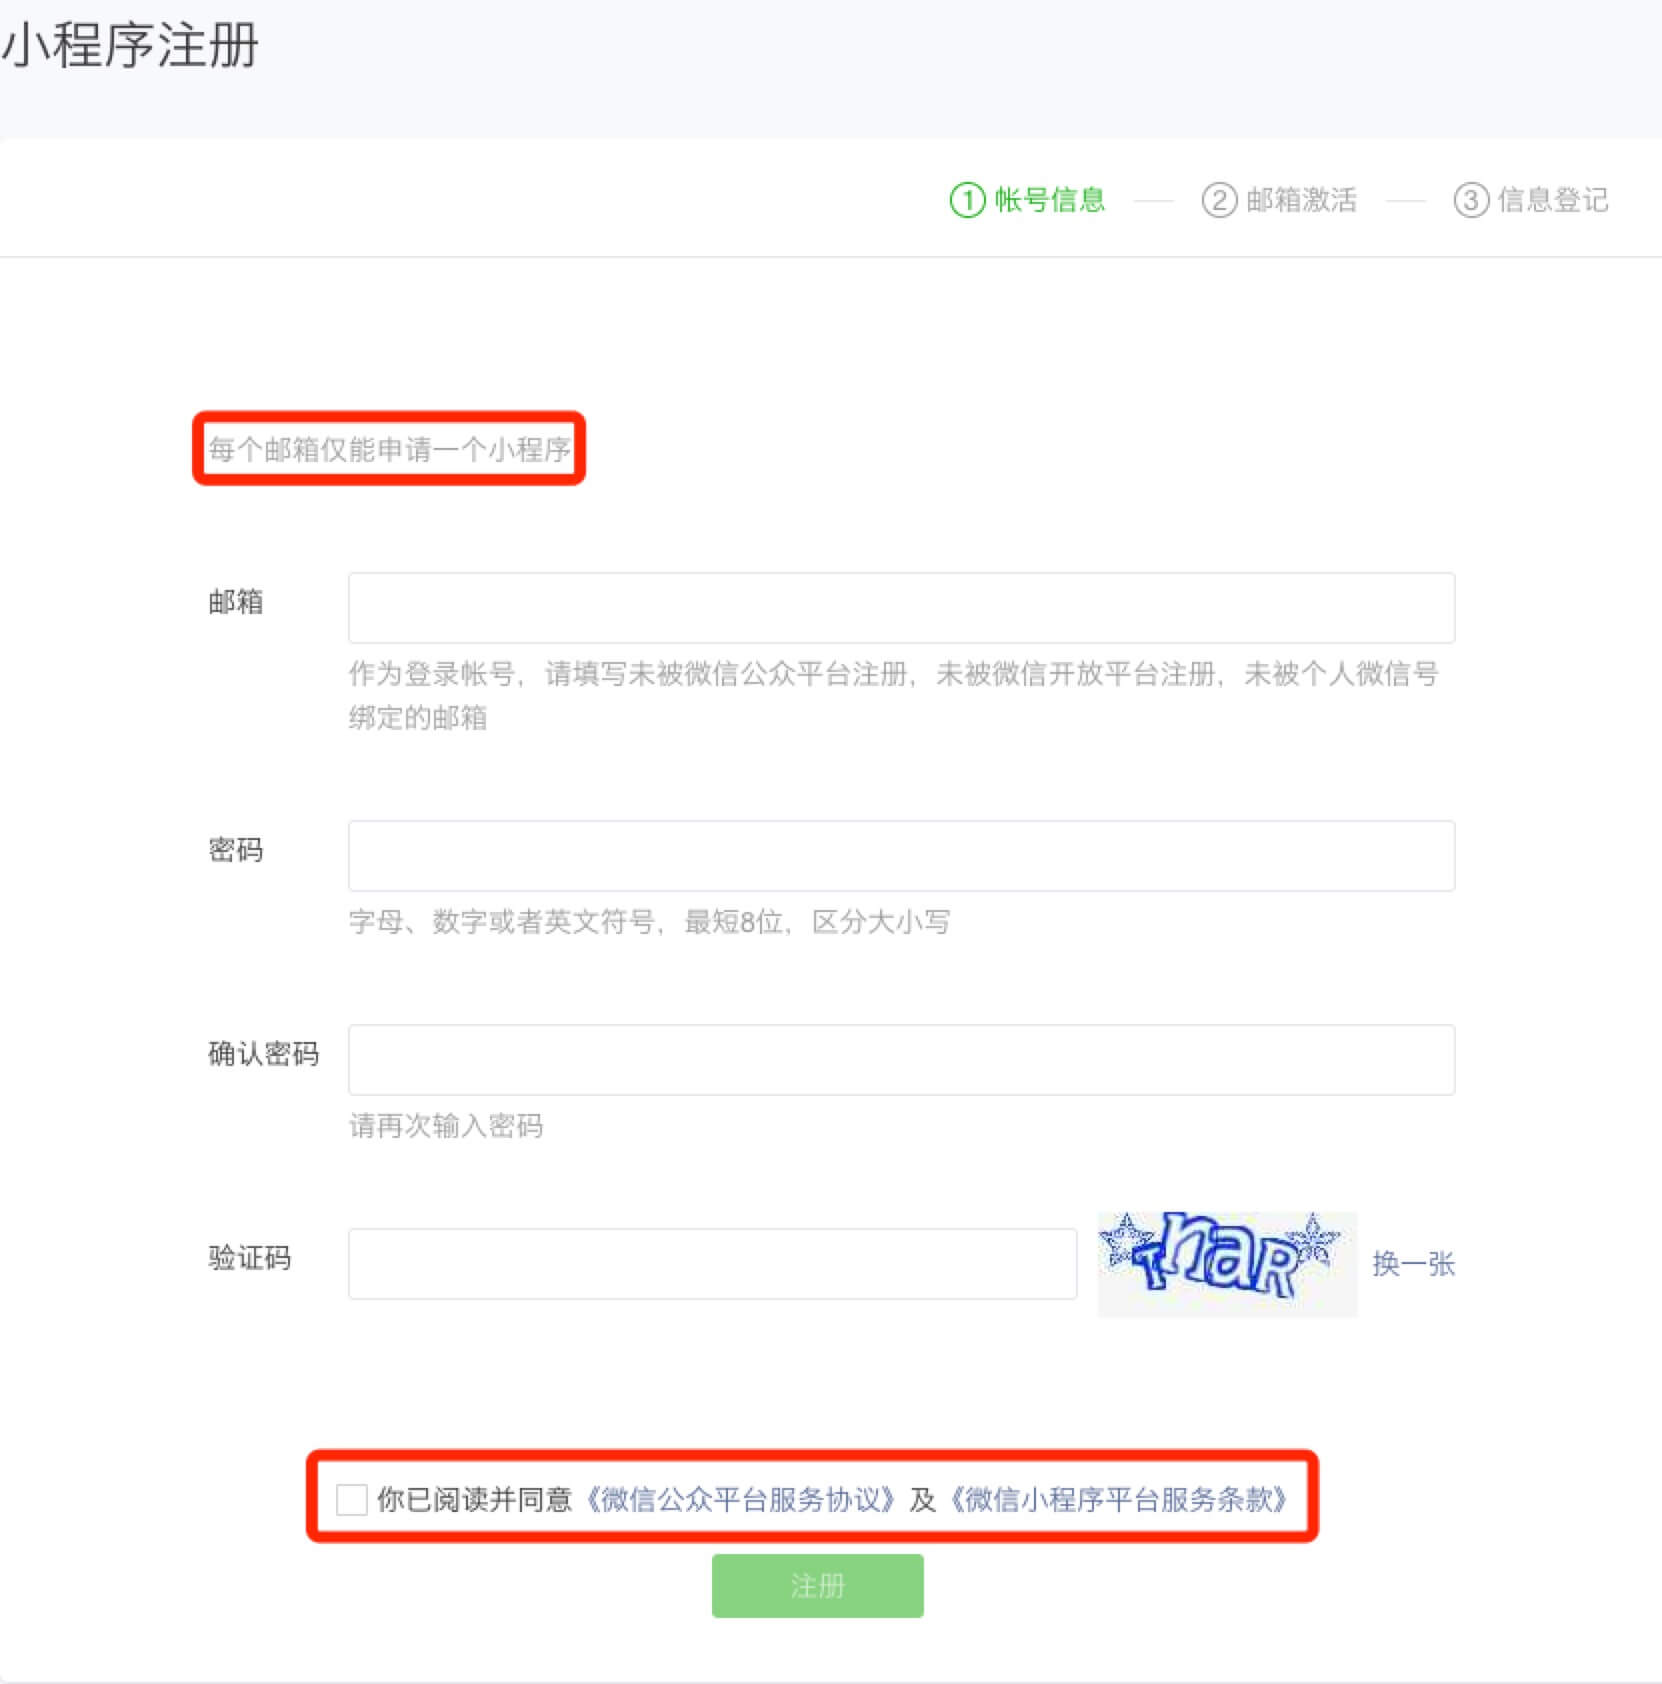 小程序注册
① 帐号信息 — ② 邮箱激活 — ③ 信息登记
每个邮箱仅能申请一个小程序
邮箱
作为登录帐号，请填写未被微信公众平台注册，未被微信开放平台注册，未被个人微信号
绑定的邮箱
密码
字母、数字或者英文符号，最短8位，区分大小写
确认密码
请再次输入密码
验证码 ThaR 换一张
你已阅读并同意《微信公众平台服务协议》及《微信小程序平台服务条款》
注册